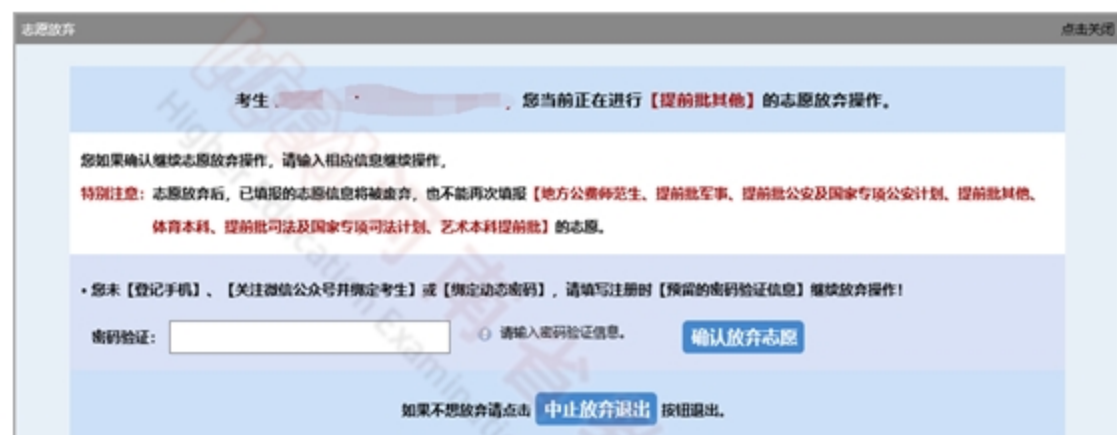 志愿放弃
点击关闭
考生 , 您当前正在进行【提前批其他】的志愿放弃操作。
您如果确认继续志愿放弃操作, 请输入相应信息继续操作,
特别注意: 志愿放弃后, 已填报的志愿信息将被废弃, 也不能再次填报【地方公费师范生、提前批军事、提前批公安及国家专项公安计划、提前批其他、
体育本科、提前批司法及国家专项司法计划、艺术本科提前批】的志愿。
• 您未【登记手机】、【关注微信公众号并绑定考生】或【绑定动态密码】, 请填写注册时【预留的密码验证信息】继续放弃操作!
密码验证:
请输入密码验证信息。
确认放弃志愿
如果不想放弃请点击 中止放弃退出 按钮退出。